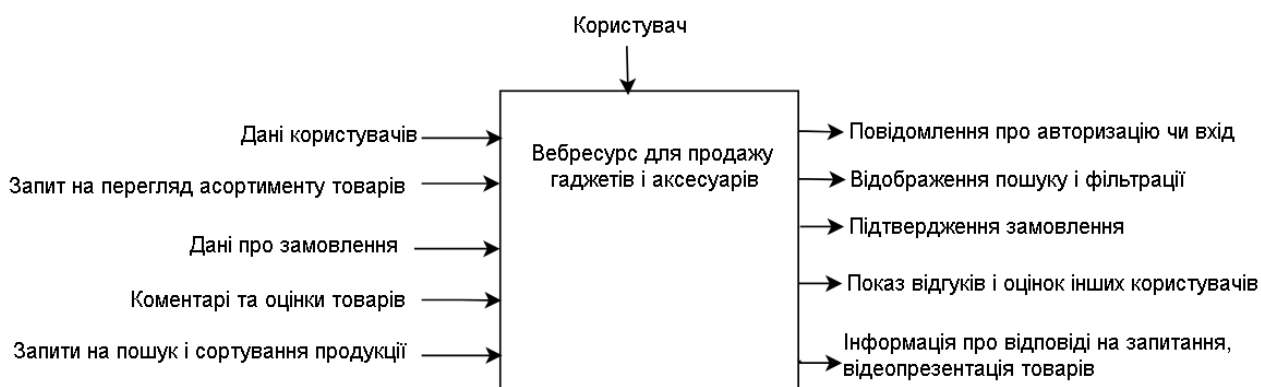 Користувач
Дані користувачів
Запит на перегляд асортименту товарів
Дані про замовлення
Коментарі та оцінки товарів
Запити на пошук і сортування продукції
Вебресурс для продажу
гаджетів і аксесуарів
Повідомлення про авторизацію чи вхід
Відображення пошуку і фільтрації
Підтвердження замовлення
Показ відгуків і оцінок інших користувачів
Інформація про відповіді на запитання,
відеопрезентація товарів